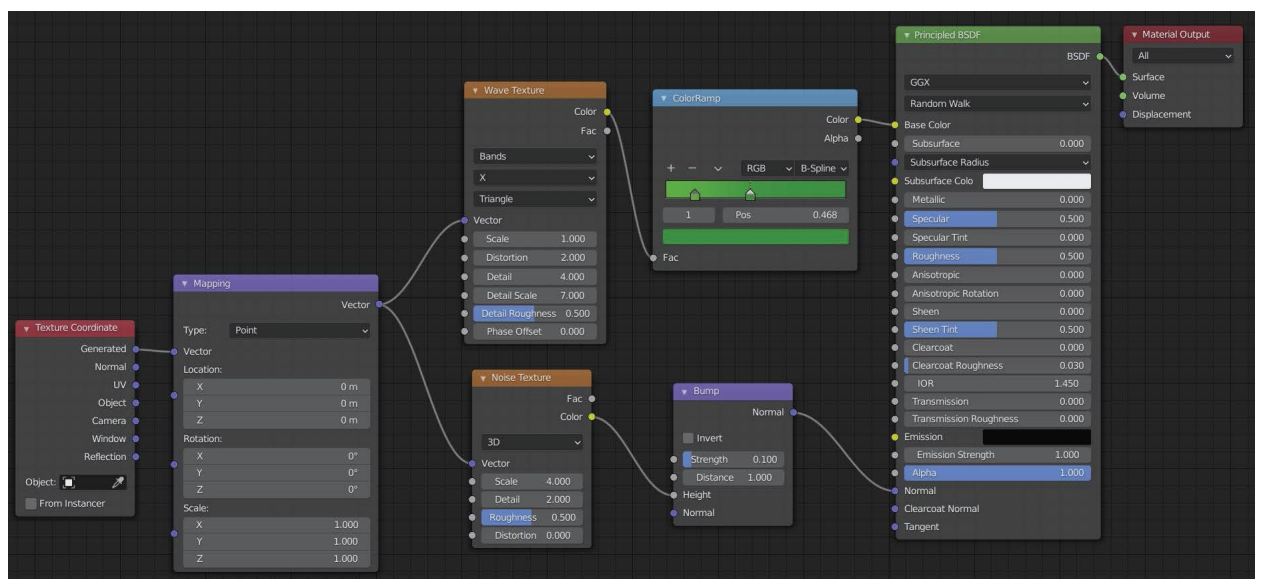 Texture Coordinate
Generated
Normal
UV
Object
Camera
Window
Reflection
Object:
From Instancer
Mapping
Vector
Type: Point
Vector
Location:
X 0 m
Y 0 m
Z 0 m
Rotation:
X 0°
Y 0°
Z 0°
Scale:
X 1.000
Y 1.000
Z 1.000
Wave Texture
Color
Fac
Bands
X
Triangle
Vector
Scale 1.000
Distortion 2.000
Detail 4.000
Detail Scale 7.000
Detail Roughness 0.500
Phase Offset 0.000
Noise Texture
Fac
Color
3D
Vector
Scale 4.000
Detail 2.000
Roughness 0.500
Distortion 0.000
ColorRamp
Color
Alpha
+ − RGB B-Spline
1 Pos 0.468
Fac
Bump
Normal
Invert
Strength 0.100
Distance 1.000
Height
Normal
Principled BSDF
BSDF
GGX
Random Walk
Base Color
Subsurface 0.000
Subsurface Radius
Subsurface Colo
Metallic 0.000
Specular 0.500
Specular Tint 0.000
Roughness 0.500
Anisotropic 0.000
Anisotropic Rotation 0.000
Sheen 0.000
Sheen Tint 0.500
Clearcoat 0.000
Clearcoat Roughness 0.030
IOR 1.450
Transmission 0.000
Transmission Roughness 0.000
Emission
Emission Strength 1.000
Alpha 1.000
Normal
Clearcoat Normal
Tangent
Material Output
All
Surface
Volume
Displacement